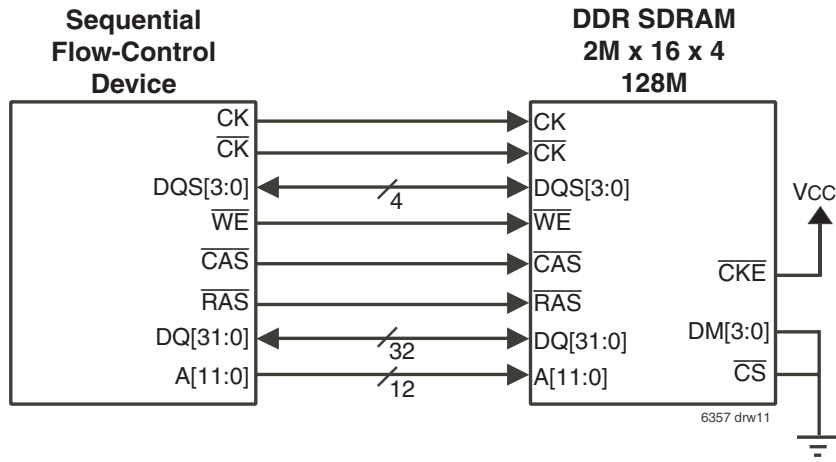 Sequential
Flow-Control
Device
DDR SDRAM
2M x 16 x 4
128M
CK
CK
DQS[3:0]
WE
CAS
RAS
DQ[31:0]
A[11:0]
4
32
12
CK
CK
DQS[3:0]
WE
CAS
RAS
DQ[31:0]
A[11:0]
VCC
CKE
DM[3:0]
CS
6357 drw11